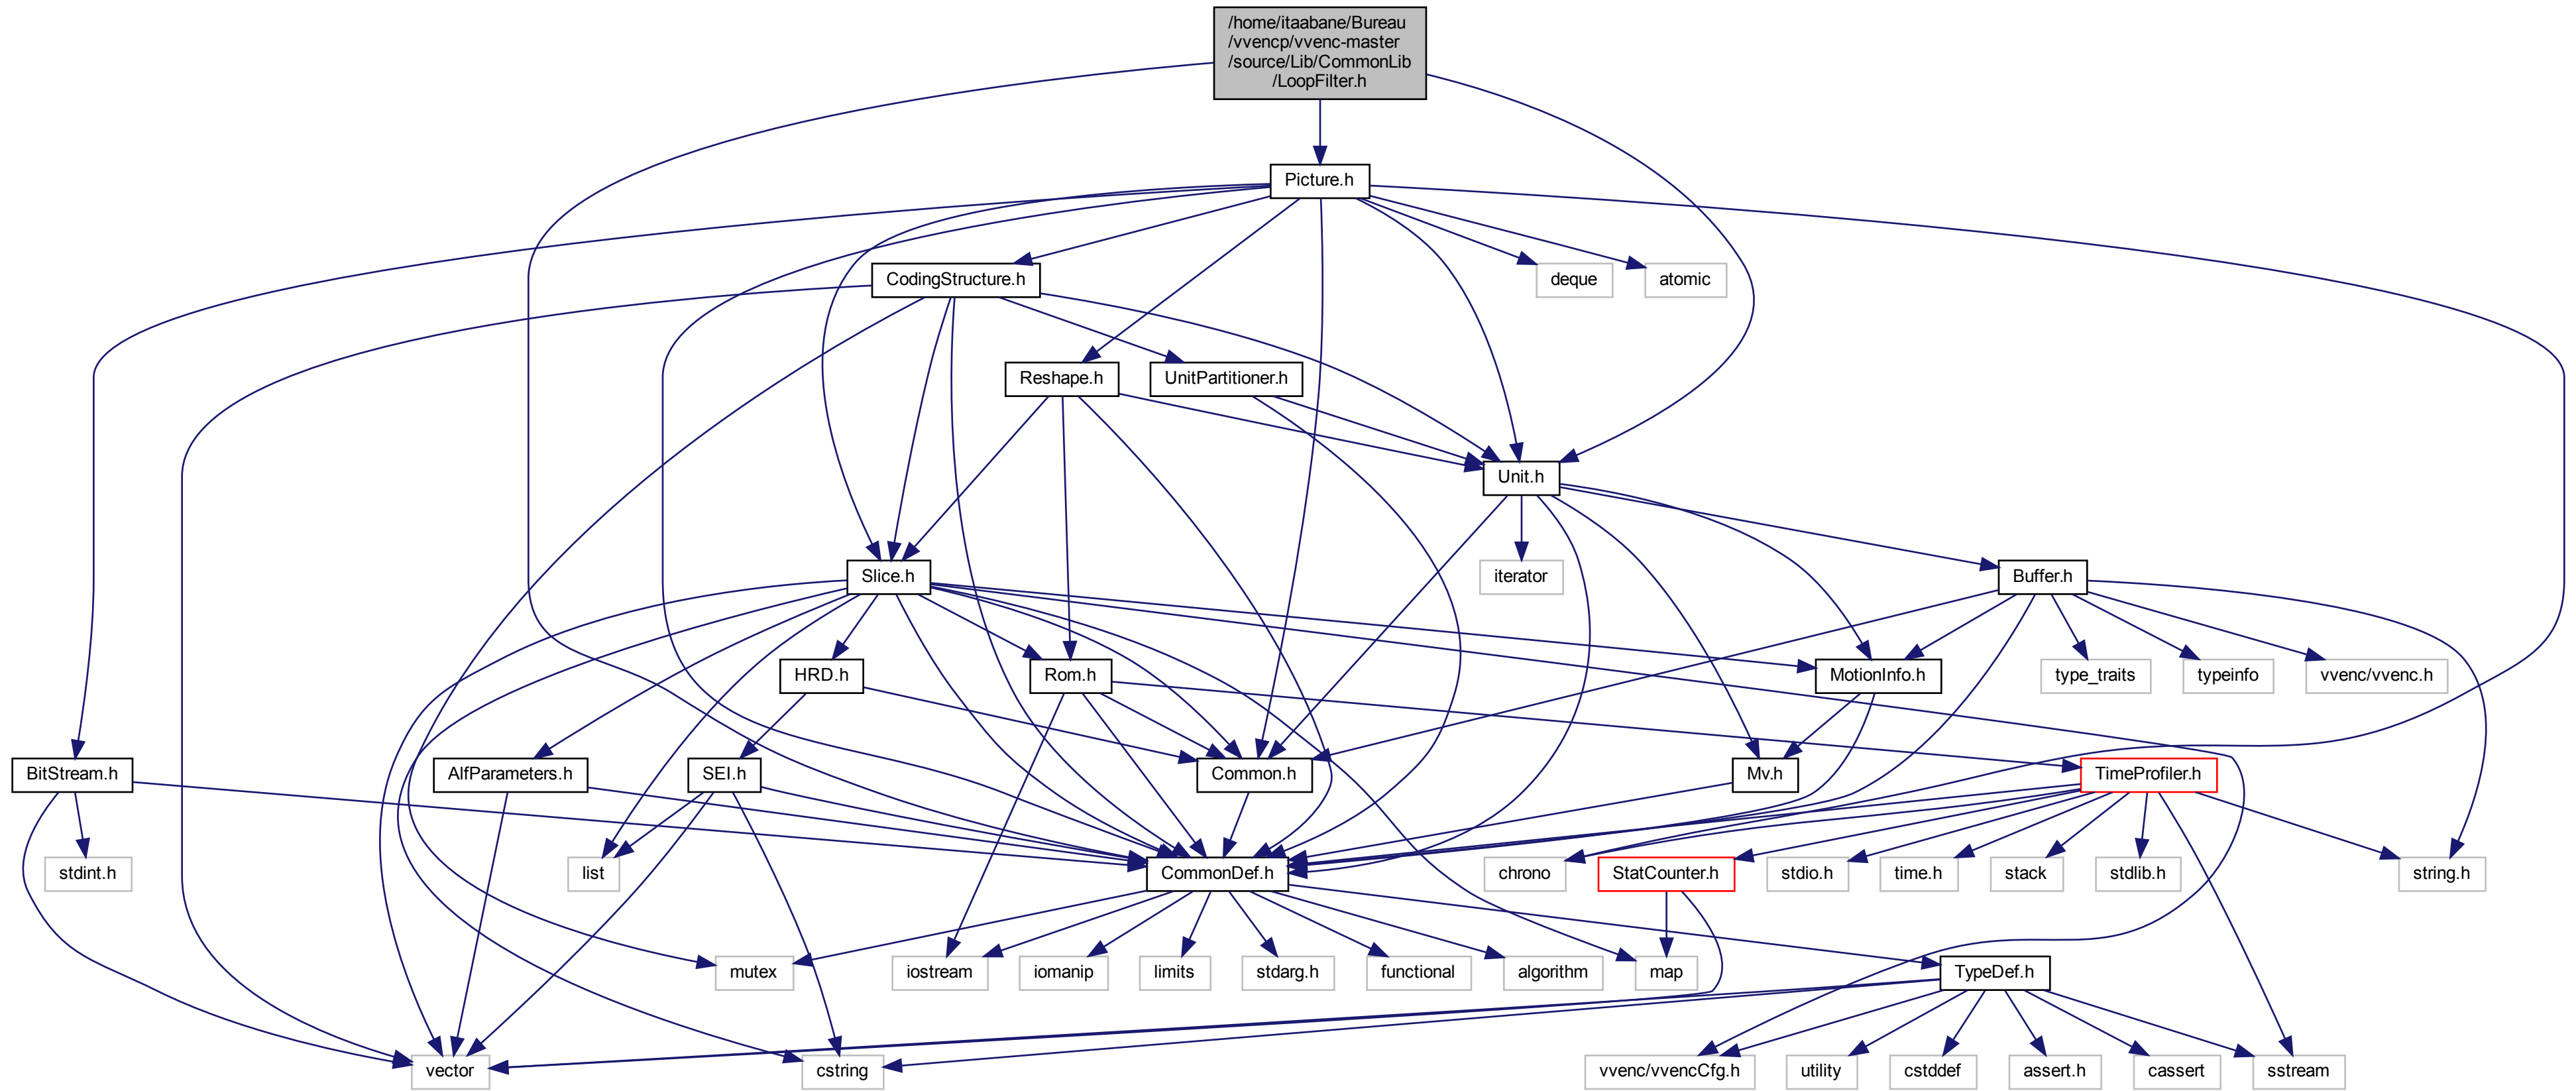 /home/itaabane/Bureau
/vvencp/vvenc-master
/source/Lib/CommonLib
/LoopFilter.h
Picture.h
CodingStructure.h
deque
atomic
Reshape.h
UnitPartitioner.h
Unit.h
Slice.h
iterator
Buffer.h
HRD.h
Rom.h
MotionInfo.h
type_traits
typeinfo
vvenc/vvenc.h
BitStream.h
AlfParameters.h
SEI.h
Common.h
Mv.h
TimeProfiler.h
stdint.h
list
CommonDef.h
chrono
StatCounter.h
stdio.h
time.h
stack
stdlib.h
string.h
mutex
iostream
iomanip
limits
stdarg.h
functional
algorithm
map
TypeDef.h
vector
cstring
vvenc/vvencCfg.h
utility
cstddef
assert.h
cassert
sstream